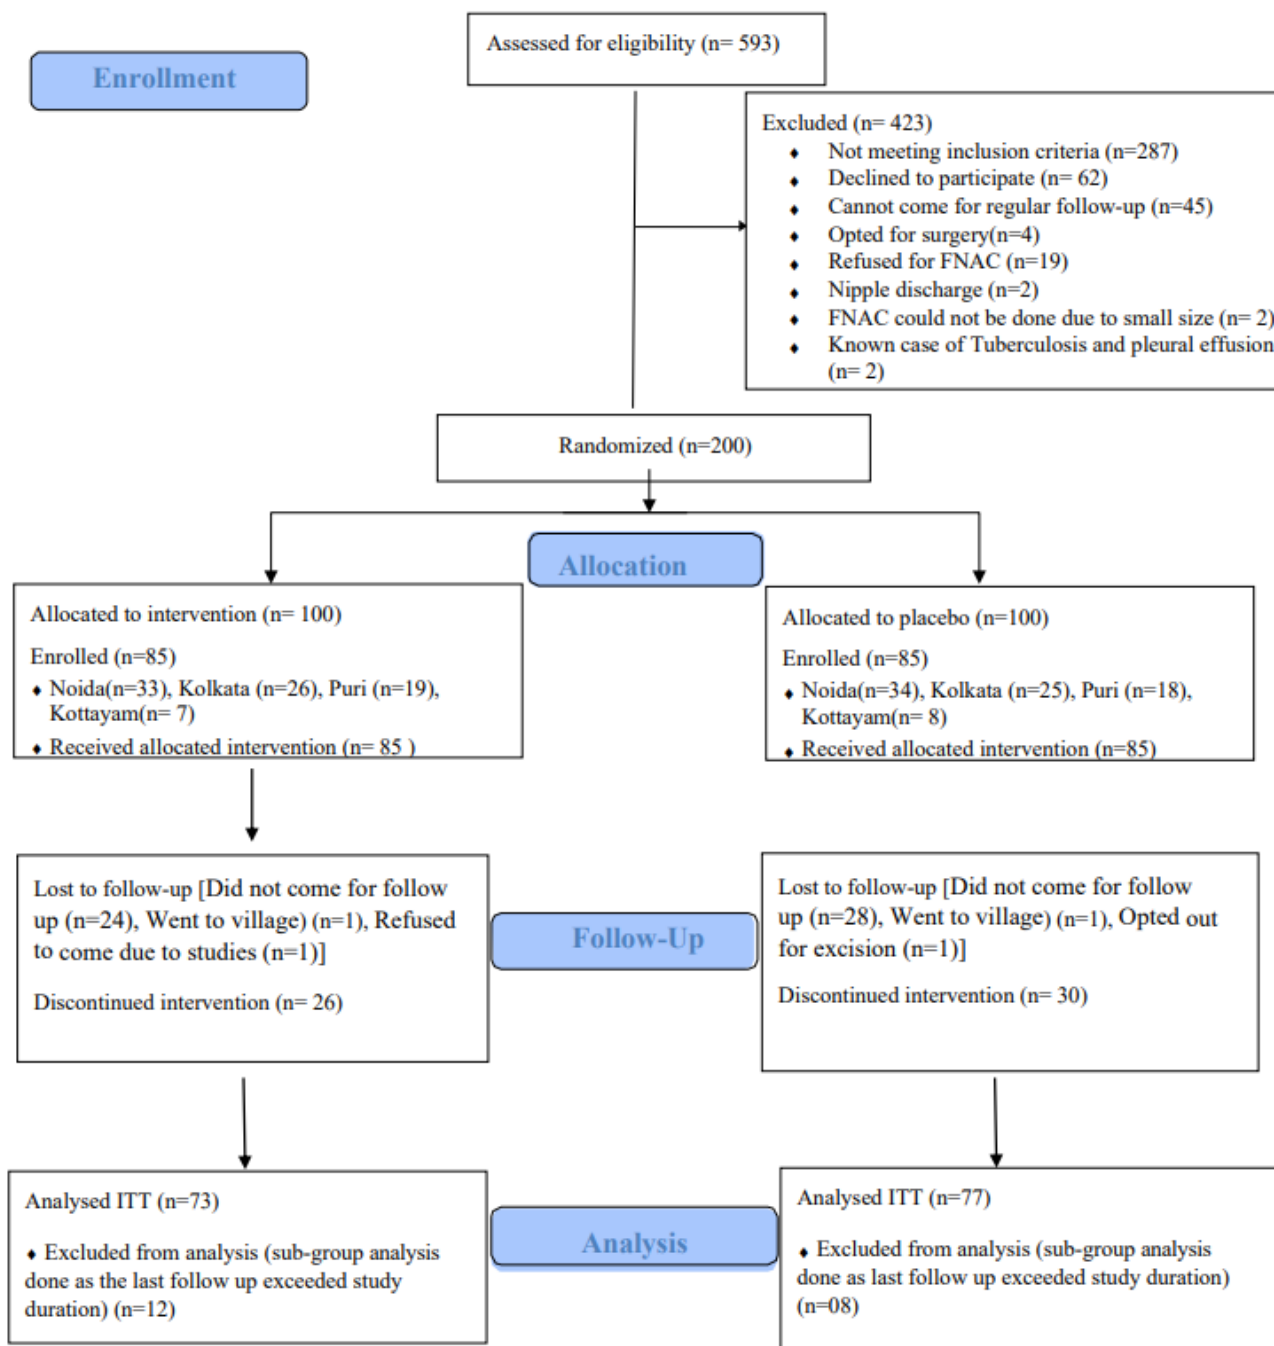 Assessed for eligibility (n= 593)
Enrollment
Excluded (n= 423)
♦ Not meeting inclusion criteria (n=287)
♦ Declined to participate (n= 62)
♦ Cannot come for regular follow-up (n=45)
♦ Opted for surgery(n=4)
♦ Refused for FNAC (n=19)
♦ Nipple discharge (n=2)
♦ FNAC could not be done due to small size (n= 2)
♦ Known case of Tuberculosis and pleural effusion
(n= 2)
Randomized (n=200)
Allocation
Allocated to intervention (n= 100)
Enrolled (n=85)
♦ Noida(n=33), Kolkata (n=26), Puri (n=19),
Kottayam(n= 7)
♦ Received allocated intervention (n= 85 )
Allocated to placebo (n=100)
Enrolled (n=85)
♦ Noida(n=34), Kolkata (n=25), Puri (n=18),
Kottayam(n= 8)
♦ Received allocated intervention (n=85)
Lost to follow-up [Did not come for follow
up (n=24), Went to village) (n=1), Refused
to come due to studies (n=1)]
Discontinued intervention (n= 26)
Follow-Up
Lost to follow-up [Did not come for follow
up (n=28), Went to village) (n=1), Opted out
for excision (n=1)]
Discontinued intervention (n= 30)
Analysed ITT (n=73)
♦ Excluded from analysis (sub-group analysis
done as the last follow up exceeded study
duration) (n=12)
Analysis
Analysed ITT (n=77)
♦ Excluded from analysis (sub-group analysis
done as last follow up exceeded study duration)
(n=08)